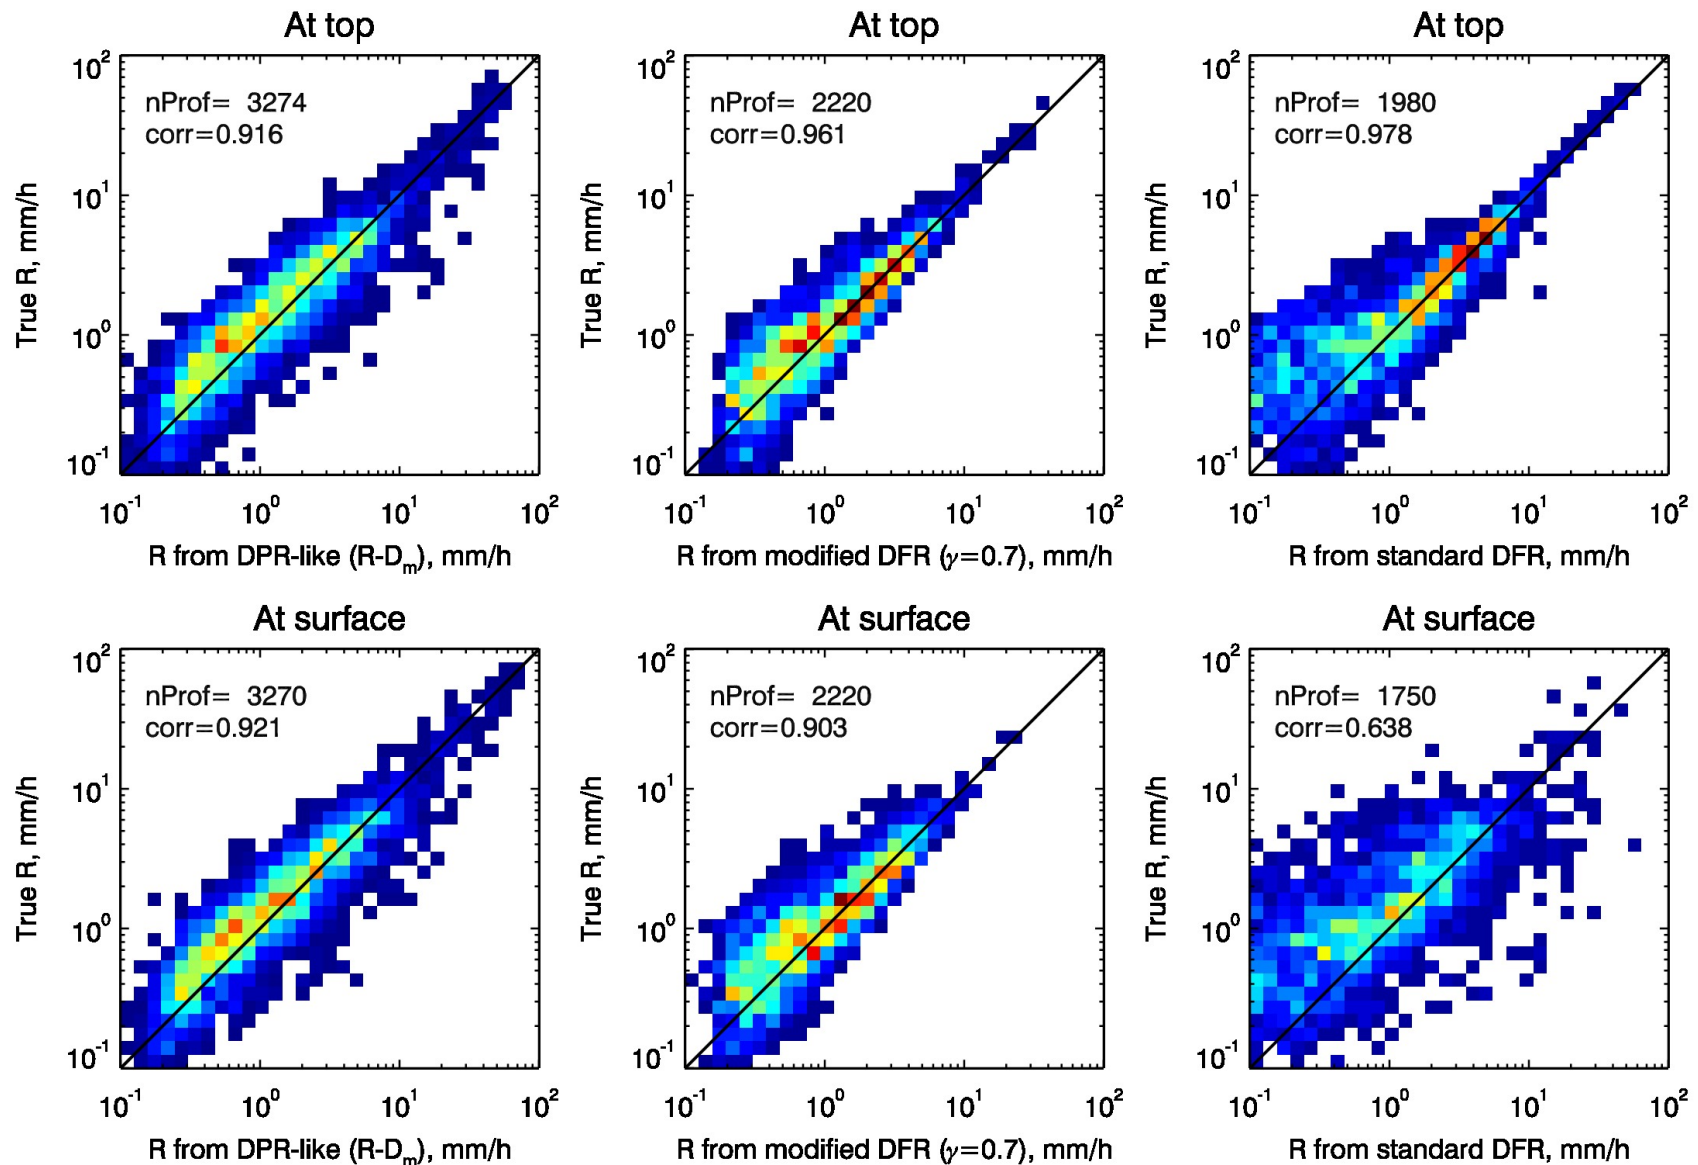 At top
10²
10¹
10⁰
10⁻¹
True R, mm/h
nProf= 3274
corr=0.916
10⁻¹ 10⁰ 10¹ 10²
R from DPR-like (R-Dₘ), mm/h
At top
10²
10¹
10⁰
10⁻¹
True R, mm/h
nProf= 2220
corr=0.961
10⁻¹ 10⁰ 10¹ 10²
R from modified DFR (γ=0.7), mm/h
At top
10²
10¹
10⁰
10⁻¹
True R, mm/h
nProf= 1980
corr=0.978
10⁻¹ 10⁰ 10¹ 10²
R from standard DFR, mm/h
At surface
10²
10¹
10⁰
10⁻¹
True R, mm/h
nProf= 3270
corr=0.921
10⁻¹ 10⁰ 10¹ 10²
R from DPR-like (R-Dₘ), mm/h
At surface
10²
10¹
10⁰
10⁻¹
True R, mm/h
nProf= 2220
corr=0.903
10⁻¹ 10⁰ 10¹ 10²
R from modified DFR (γ=0.7), mm/h
At surface
10²
10¹
10⁰
10⁻¹
True R, mm/h
nProf= 1750
corr=0.638
10⁻¹ 10⁰ 10¹ 10²
R from standard DFR, mm/h